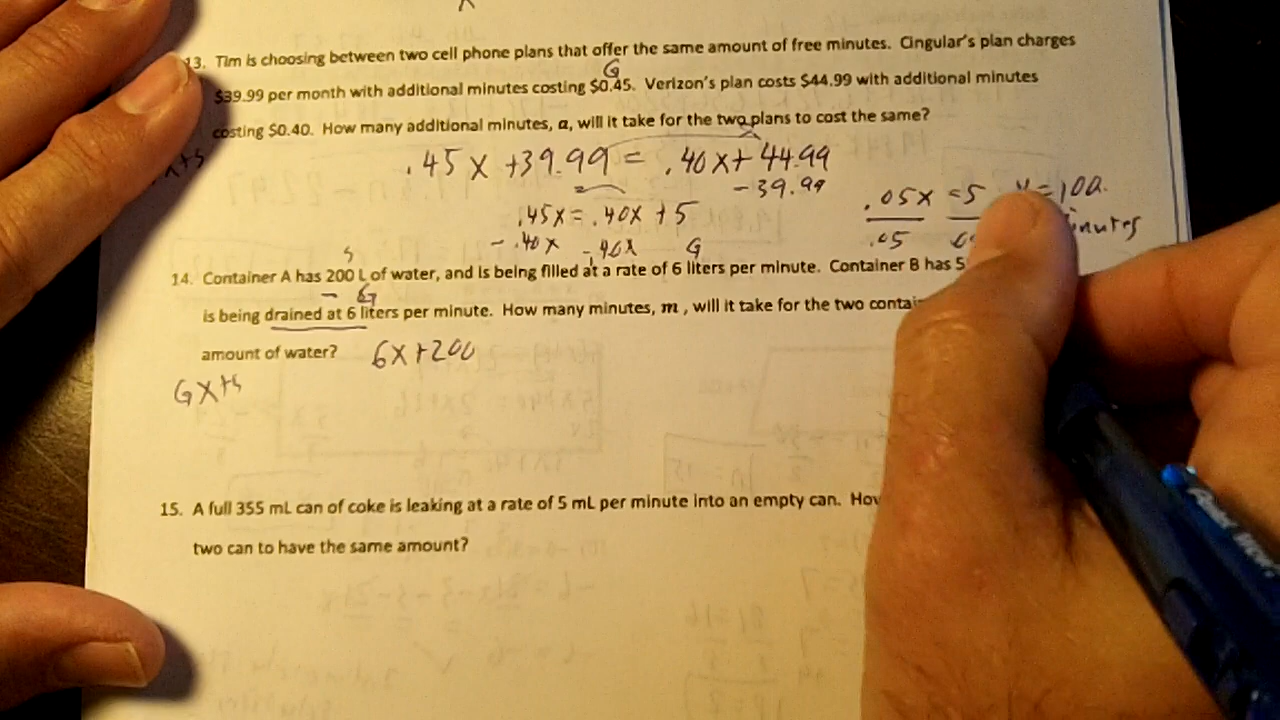 13. Tim is choosing between two cell phone plans that offer the same amount of free minutes. Cingular's plan charges
G
$39.99 per month with additional minutes costing $0.45. Verizon's plan costs $44.99 with additional minutes
costing $0.40. How many additional minutes, a, will it take for the two plans to cost the same?
.45x + 39.99 = .40x + 44.99
- 39.99
.05x = 5
.05
.45x = .40x + 5
- .40x - .40x G
s
14. Container A has 200 L of water, and is being filled at a rate of 6 liters per minute. Container B has 5
- G
is being drained at 6 liters per minute. How many minutes, m, will it take for the two
amount of water? 6x+200
Gx+s
15. A full 355 mL can of coke is leaking at a rate of 5 mL per minute into an empty can.
two can to have the same amount?